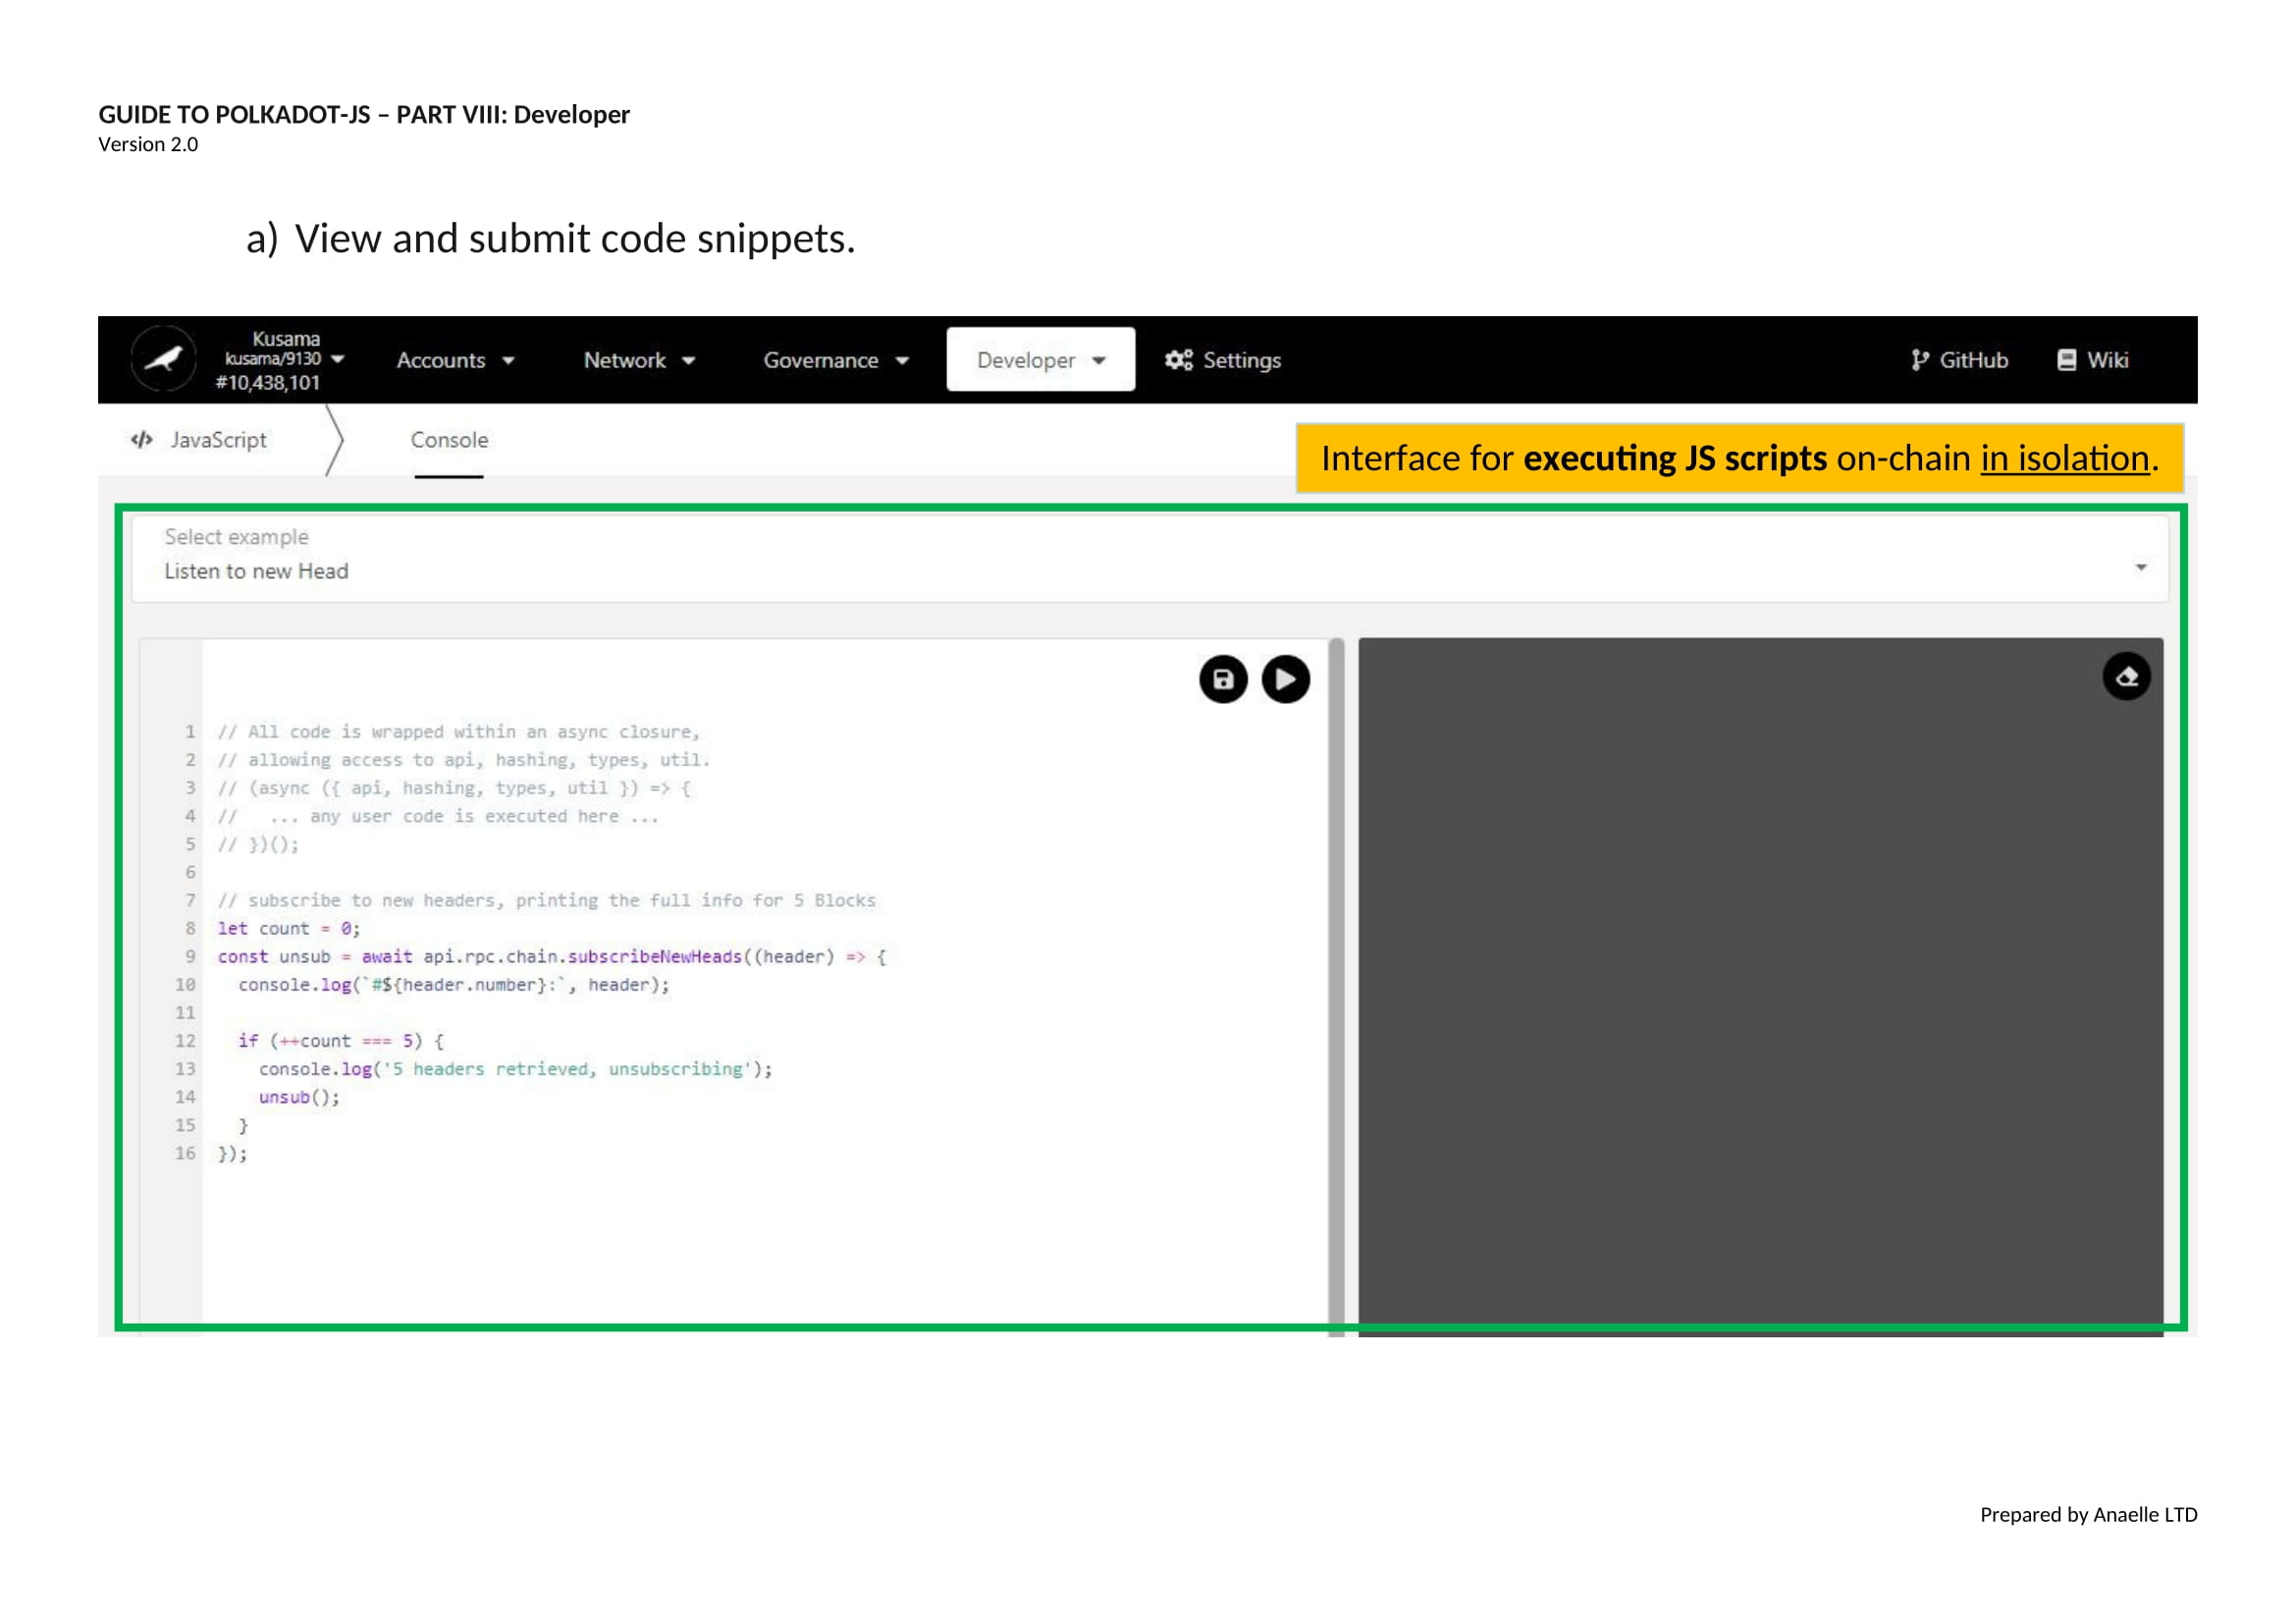 GUIDE TO POLKADOT-JS – PART VIII: Developer
Version 2.0
a) View and submit code snippets.
Kusama
kusama/9130
#10,438,101
Accounts
Network
Governance
Developer
Settings
GitHub
Wiki
</> JavaScript
Console
Interface for executing JS scripts on-chain in isolation.
Select example
Listen to new Head
1 // All code is wrapped within an async closure,
2 // allowing access to api, hashing, types, util.
3 // (async ({ api, hashing, types, util }) => {
4 //   ... any user code is executed here ...
5 // })();
6
7 // subscribe to new headers, printing the full info for 5 Blocks
8 let count = 0;
9 const unsub = await api.rpc.chain.subscribeNewHeads((header) => {
10   console.log(`#${header.number}:`, header);
11
12   if (++count === 5) {
13     console.log('5 headers retrieved, unsubscribing');
14     unsub();
15   }
16 });
Prepared by Anaelle LTD